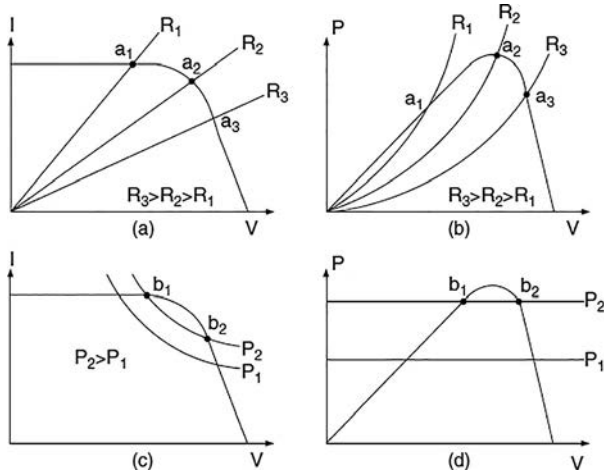 I
R₁
a₁
R₂
a₂
R₃
a₃
R₃>R₂>R₁
V
(a)
P
R₁
R₂
a₂
R₃
a₁
a₃
R₃>R₂>R₁
V
(b)
I
b₁
b₂
P₂>P₁
P₂
P₁
V
(c)
P
b₁
b₂
P₂
P₁
V
(d)